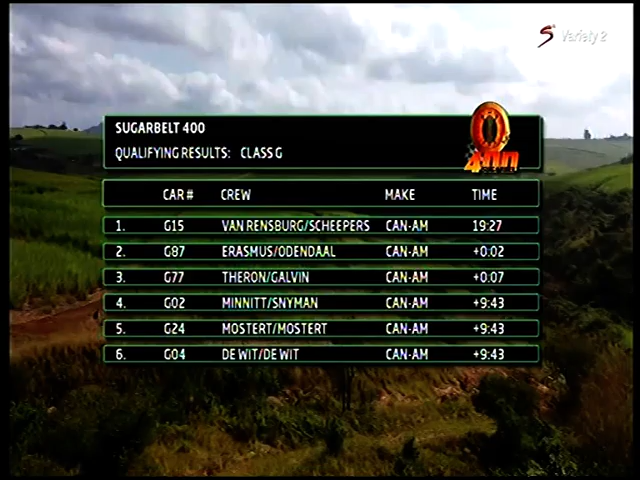 S Variety 2
SUGARBELT 400
400
QUALIFYING RESULTS: CLASS G
CAR # CREW MAKE TIME
1. G15 VAN RENSBURG/SCHEEPERS CAN-AM 19:27
2. G87 ERASMUS/ODENDAAL CAN-AM +0:02
3. G77 THERON/GALVIN CAN-AM +0:07
4. G02 MINNITT/SNYMAN CAN-AM +9:43
5. G24 MOSTERT/MOSTERT CAN-AM +9:43
6. G04 DE WIT/DE WIT CAN-AM +9:43